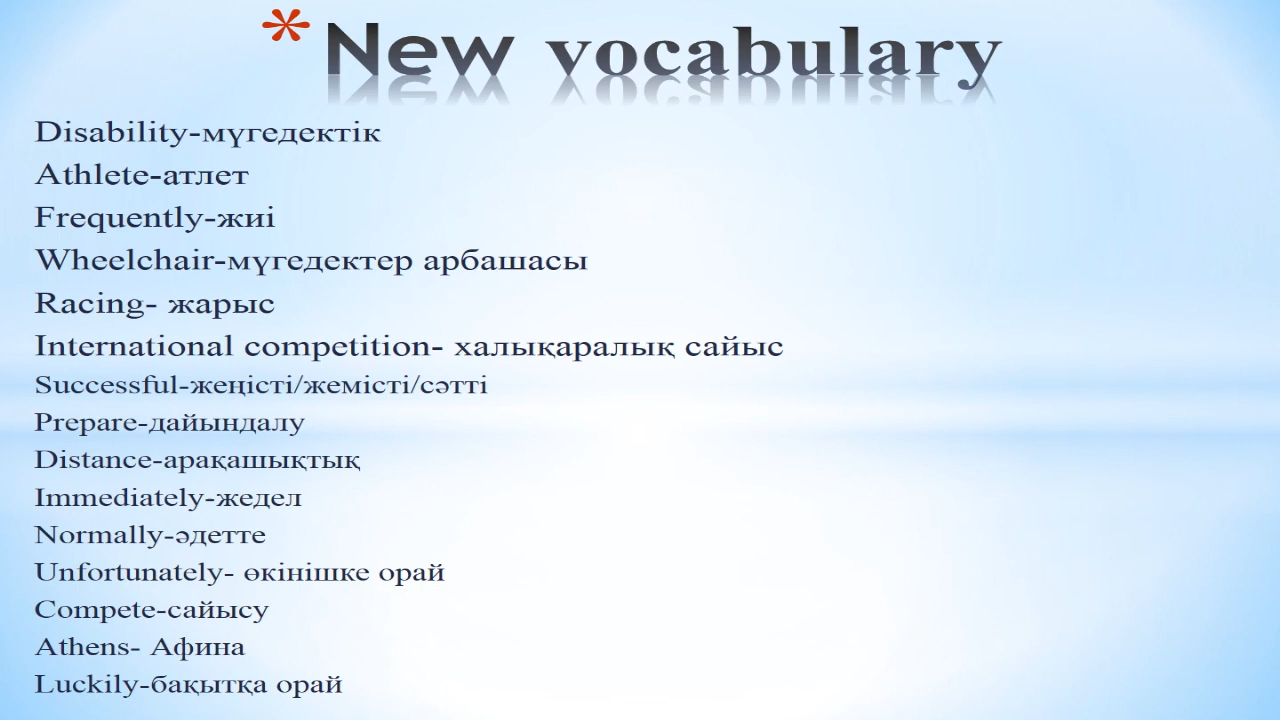 * New vocabulary
Disability-мүгедектік
Athlete-атлет
Frequently-жиі
Wheelchair-мүгедектер арбашасы
Racing- жарыс
International competition- халықаралық сайыс
Successful-жеңісті/жемісті/сәтті
Prepare-дайындалу
Distance-арақашықтық
Immediately-жедел
Normally-әдетте
Unfortunately- өкінішке орай
Compete-сайысу
Athens- Афина
Luckily-бақытқа орай